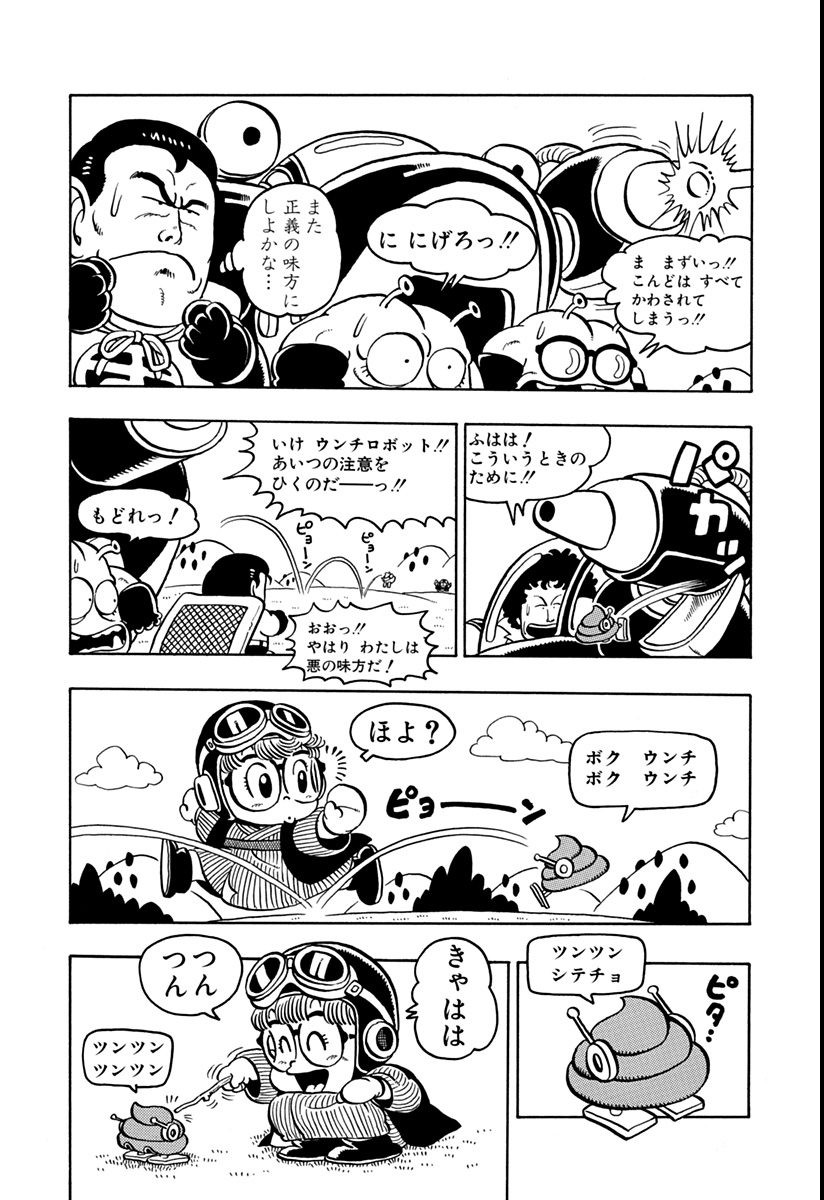 ま　まずいっ!!
こんどは すべて
かわされて
しまうっ!!
に にげろっ!!
また
正義の味方に
しよかな…
ふはは!
こういうときの
ために!!
パカッ
いけ ウンチロボット!!
あいつの注意を
ひくのだ――っ!!
もどれっ!
ピョーン
ピョーン
おおっ!!
やはり わたしは
悪の味方だ!
ボク ウンチ
ボク ウンチ
ほよ?
ピョーーン
ツンツン
シテチョ
ピタ…
きゃはは
つん
つん
ツンツン
ツンツン